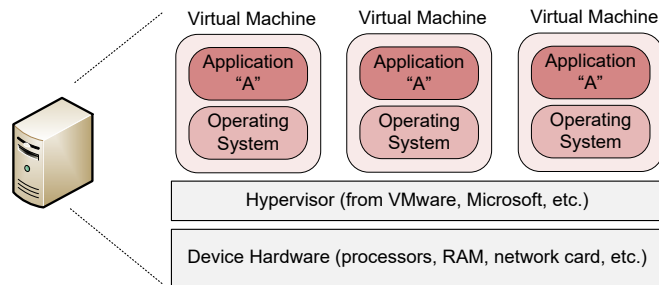 Virtual Machine Virtual Machine Virtual Machine
Application Application Application
“A” “A” “A”
Operating Operating Operating
System System System
Hypervisor (from VMware, Microsoft, etc.)
Device Hardware (processors, RAM, network card, etc.)